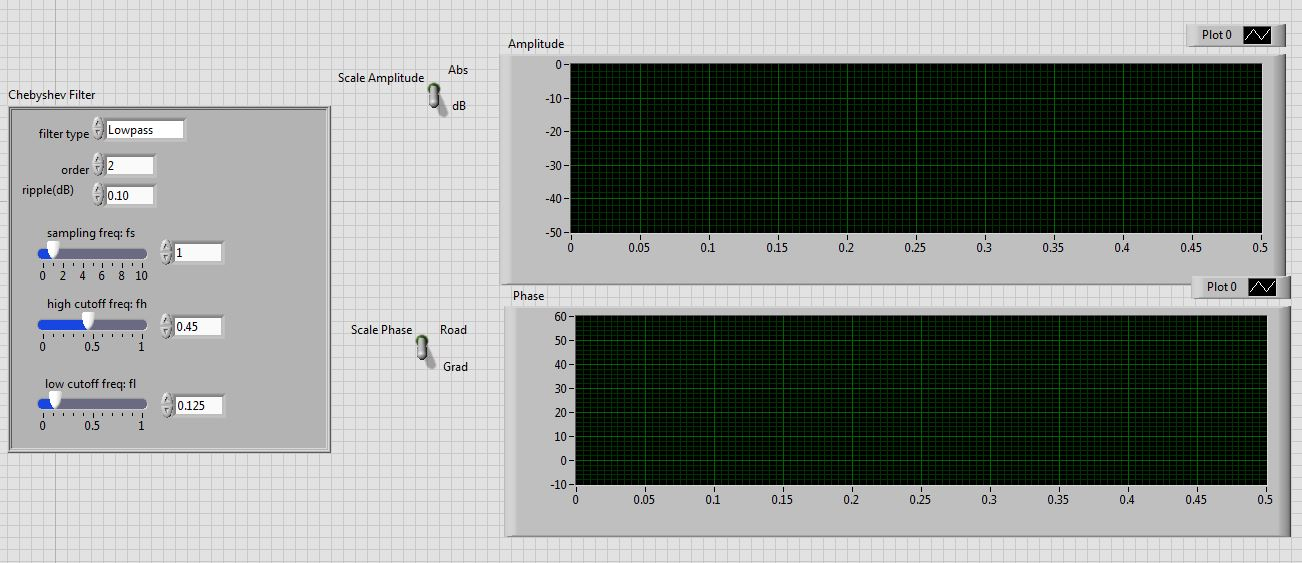 Chebyshev Filter
filter type Lowpass
order 2
ripple(dB) 0.10
sampling freq: fs
1
0 2 4 6 8 10
high cutoff freq: fh
0.45
0 0.5 1
low cutoff freq: fl
0.125
0 0.5 1
Scale Amplitude
Abs
dB
Scale Phase
Road
Grad
Amplitude
Plot 0
0
-10
-20
-30
-40
-50
0 0.05 0.1 0.15 0.2 0.25 0.3 0.35 0.4 0.45 0.5
Phase
Plot 0
60
50
40
30
20
10
0
-10
0 0.05 0.1 0.15 0.2 0.25 0.3 0.35 0.4 0.45 0.5